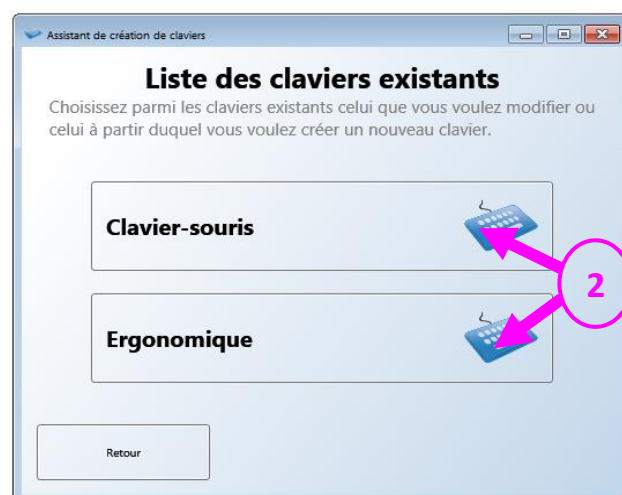 Assistant de création de claviers
Liste des claviers existants
Choisissez parmi les claviers existants celui que vous voulez modifier ou
celui à partir duquel vous voulez créer un nouveau clavier.
Clavier-souris
2
Ergonomique
Retour